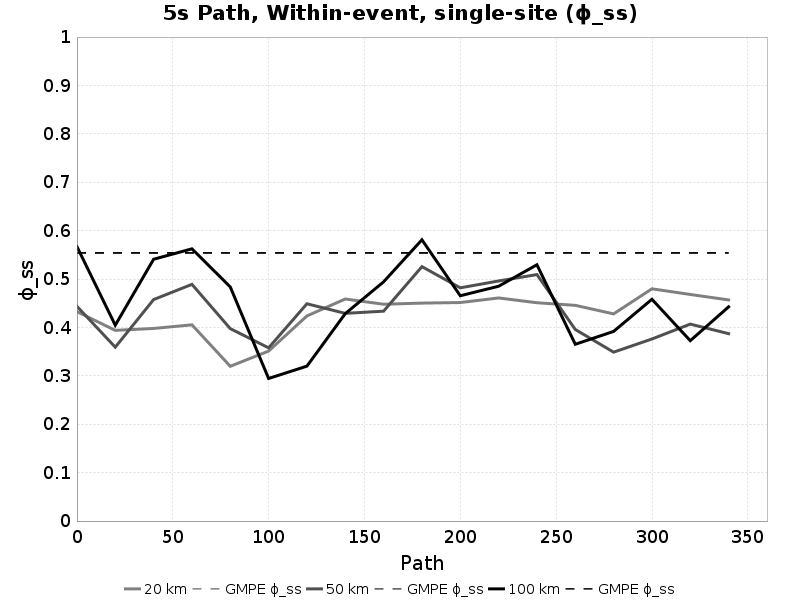 5s Path, Within-event, single-site (ϕ_ss)
1
0.9
0.8
0.7
0.6
0.5
0.4
0.3
0.2
0.1
0
ϕ_ss
0 50 100 150 200 250 300 350
Path
20 km GMPE ϕ_ss 50 km GMPE ϕ_ss 100 km GMPE ϕ_ss